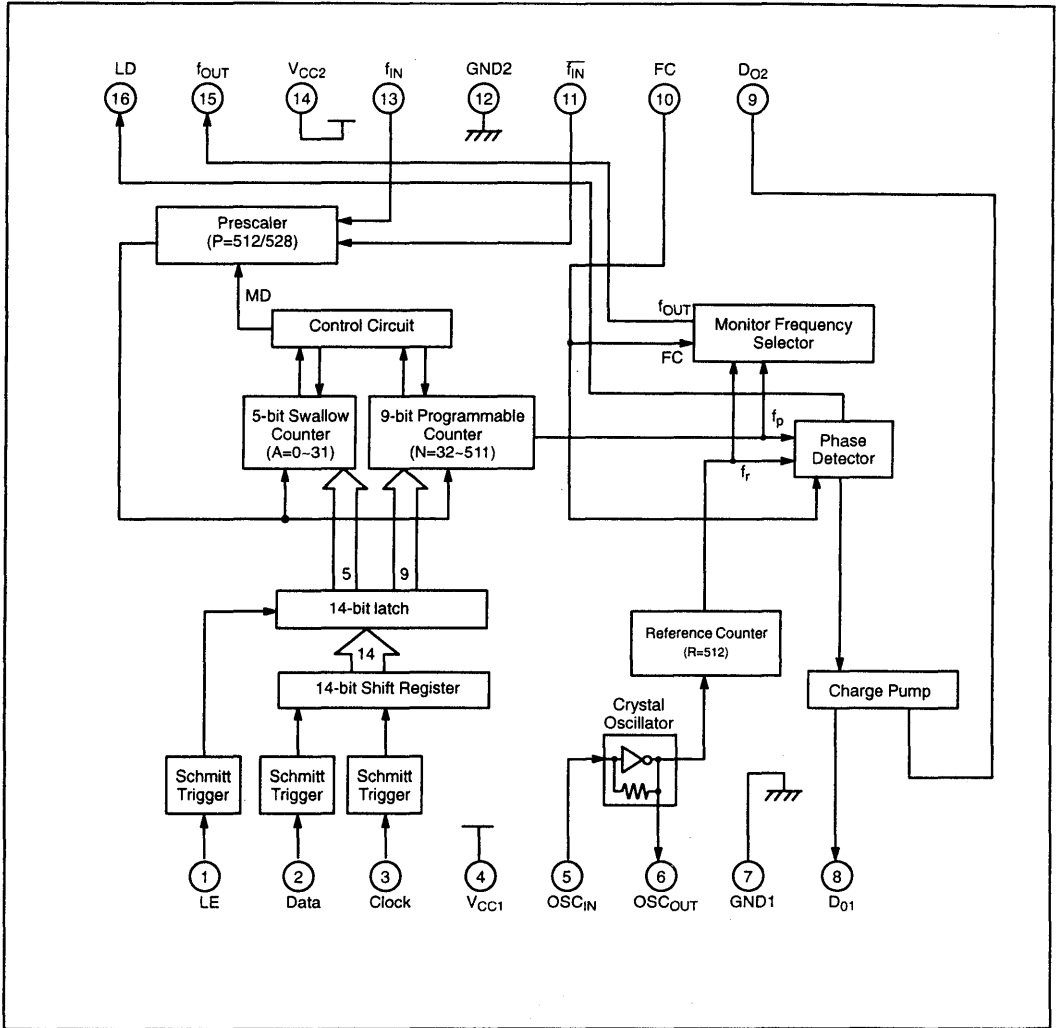 LD
fOUT
VCC2
fIN
GND2
f̅I̅N̅
FC
DO2
16
15
14
13
12
11
10
9
Prescaler
(P=512/528)
MD
Control Circuit
fOUT
Monitor Frequency
Selector
FC
5-bit Swallow
Counter
(A=0~31)
9-bit Programmable
Counter
(N=32~511)
fp
Phase
Detector
fr
5
9
14-bit latch
14
14-bit Shift Register
Reference Counter
(R=512)
Charge Pump
Crystal
Oscillator
Schmitt
Trigger
Schmitt
Trigger
Schmitt
Trigger
1
2
3
4
5
6
7
8
LE
Data
Clock
VCC1
OSCIN
OSCOUT
GND1
D01